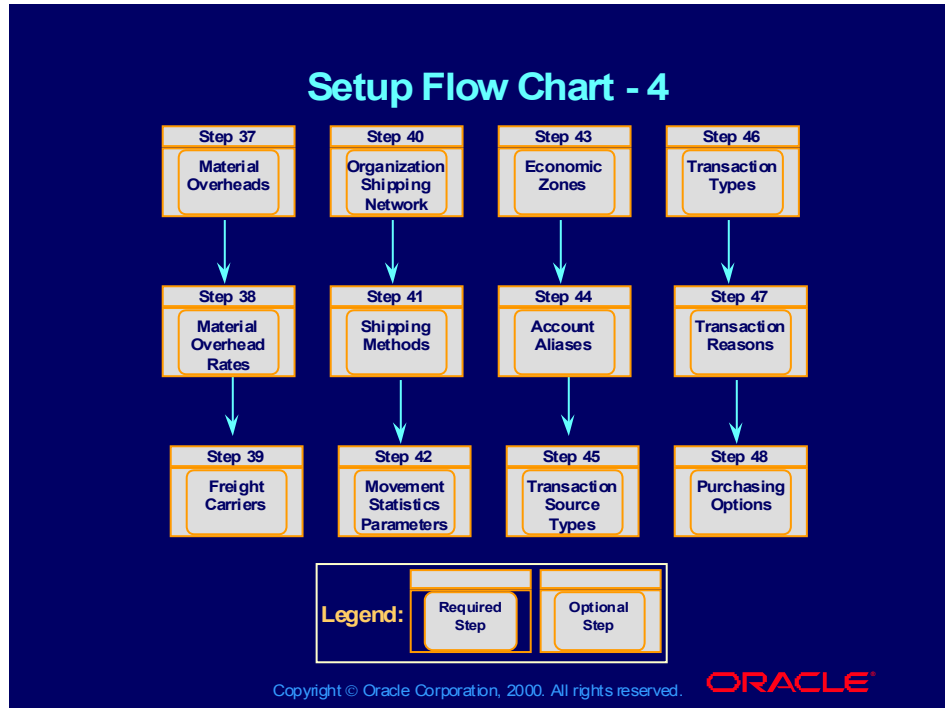 Setup Flow Chart - 4
Step 37
Material
Overheads
Step 38
Material
Overhead
Rates
Step 39
Freight
Carriers
Step 40
Organization
Shipping
Network
Step 41
Shipping
Methods
Step 42
Movement
Statistics
Parameters
Step 43
Economic
Zones
Step 44
Account
Aliases
Step 45
Transaction
Source
Types
Step 46
Transaction
Types
Step 47
Transaction
Reasons
Step 48
Purchasing
Options
Legend:
Required
Step
Optional
Step
Copyright © Oracle Corporation, 2000. All rights reserved.
ORACLE®